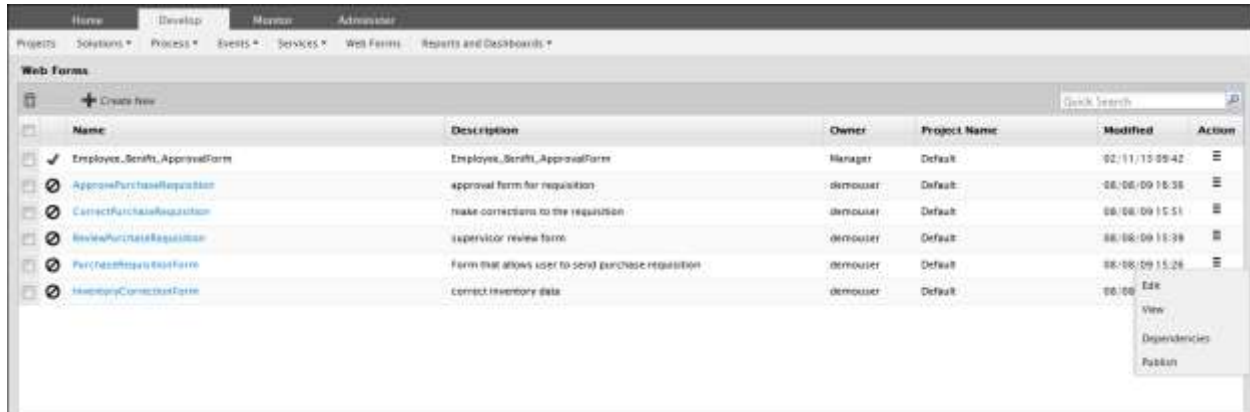 Home Develop Monitor Administer
Projects Solutions Process Events Services Web Forms Reports and Dashboards
Web Forms
Create New Quick Search
Name Description Owner Project Name Modified Action
Employee_Benifit_ApprovalForm Employee_Benifit_ApprovalForm Manager Default 02/11/15 09:42
ApprovePurchaseRequisition approval form for requisition demouser Default 08/08/09
CorrectPurchaseRequisition make corrections to the requisition demouser Default 08/08/09 15:51
ReviewPurchaseRequisition supervisor review form demouser Default 08/08/09 15:39
PurchaseRequisitionForm Form that allows user to send purchase requisition demouser Default 08/08/09 15:26
InventoryCorrectionForm correct inventory data demouser Default 08/08
Edit
View
Dependencies
Publish